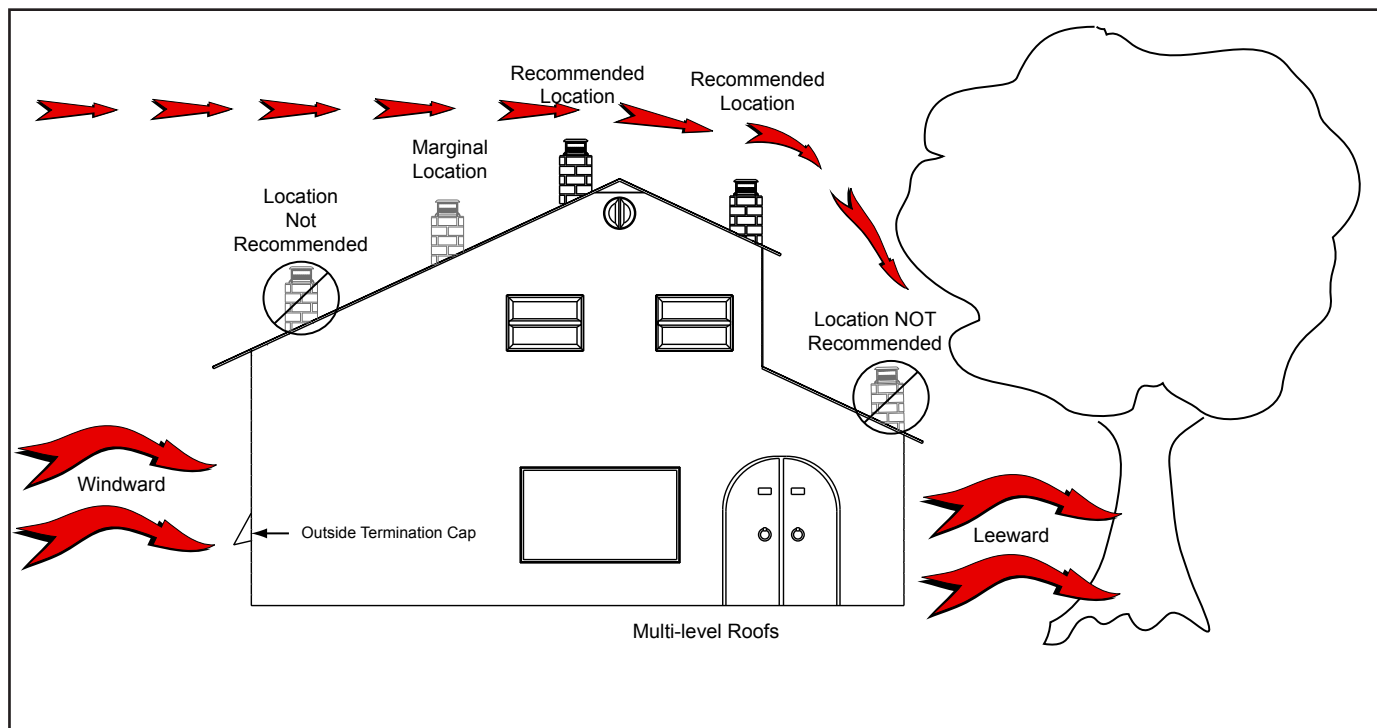 Recommended
Location
Recommended
Location
Marginal
Location
Location
Not
Recommended
Location NOT
Recommended
Windward
Outside Termination Cap
Leeward
Multi-level Roofs